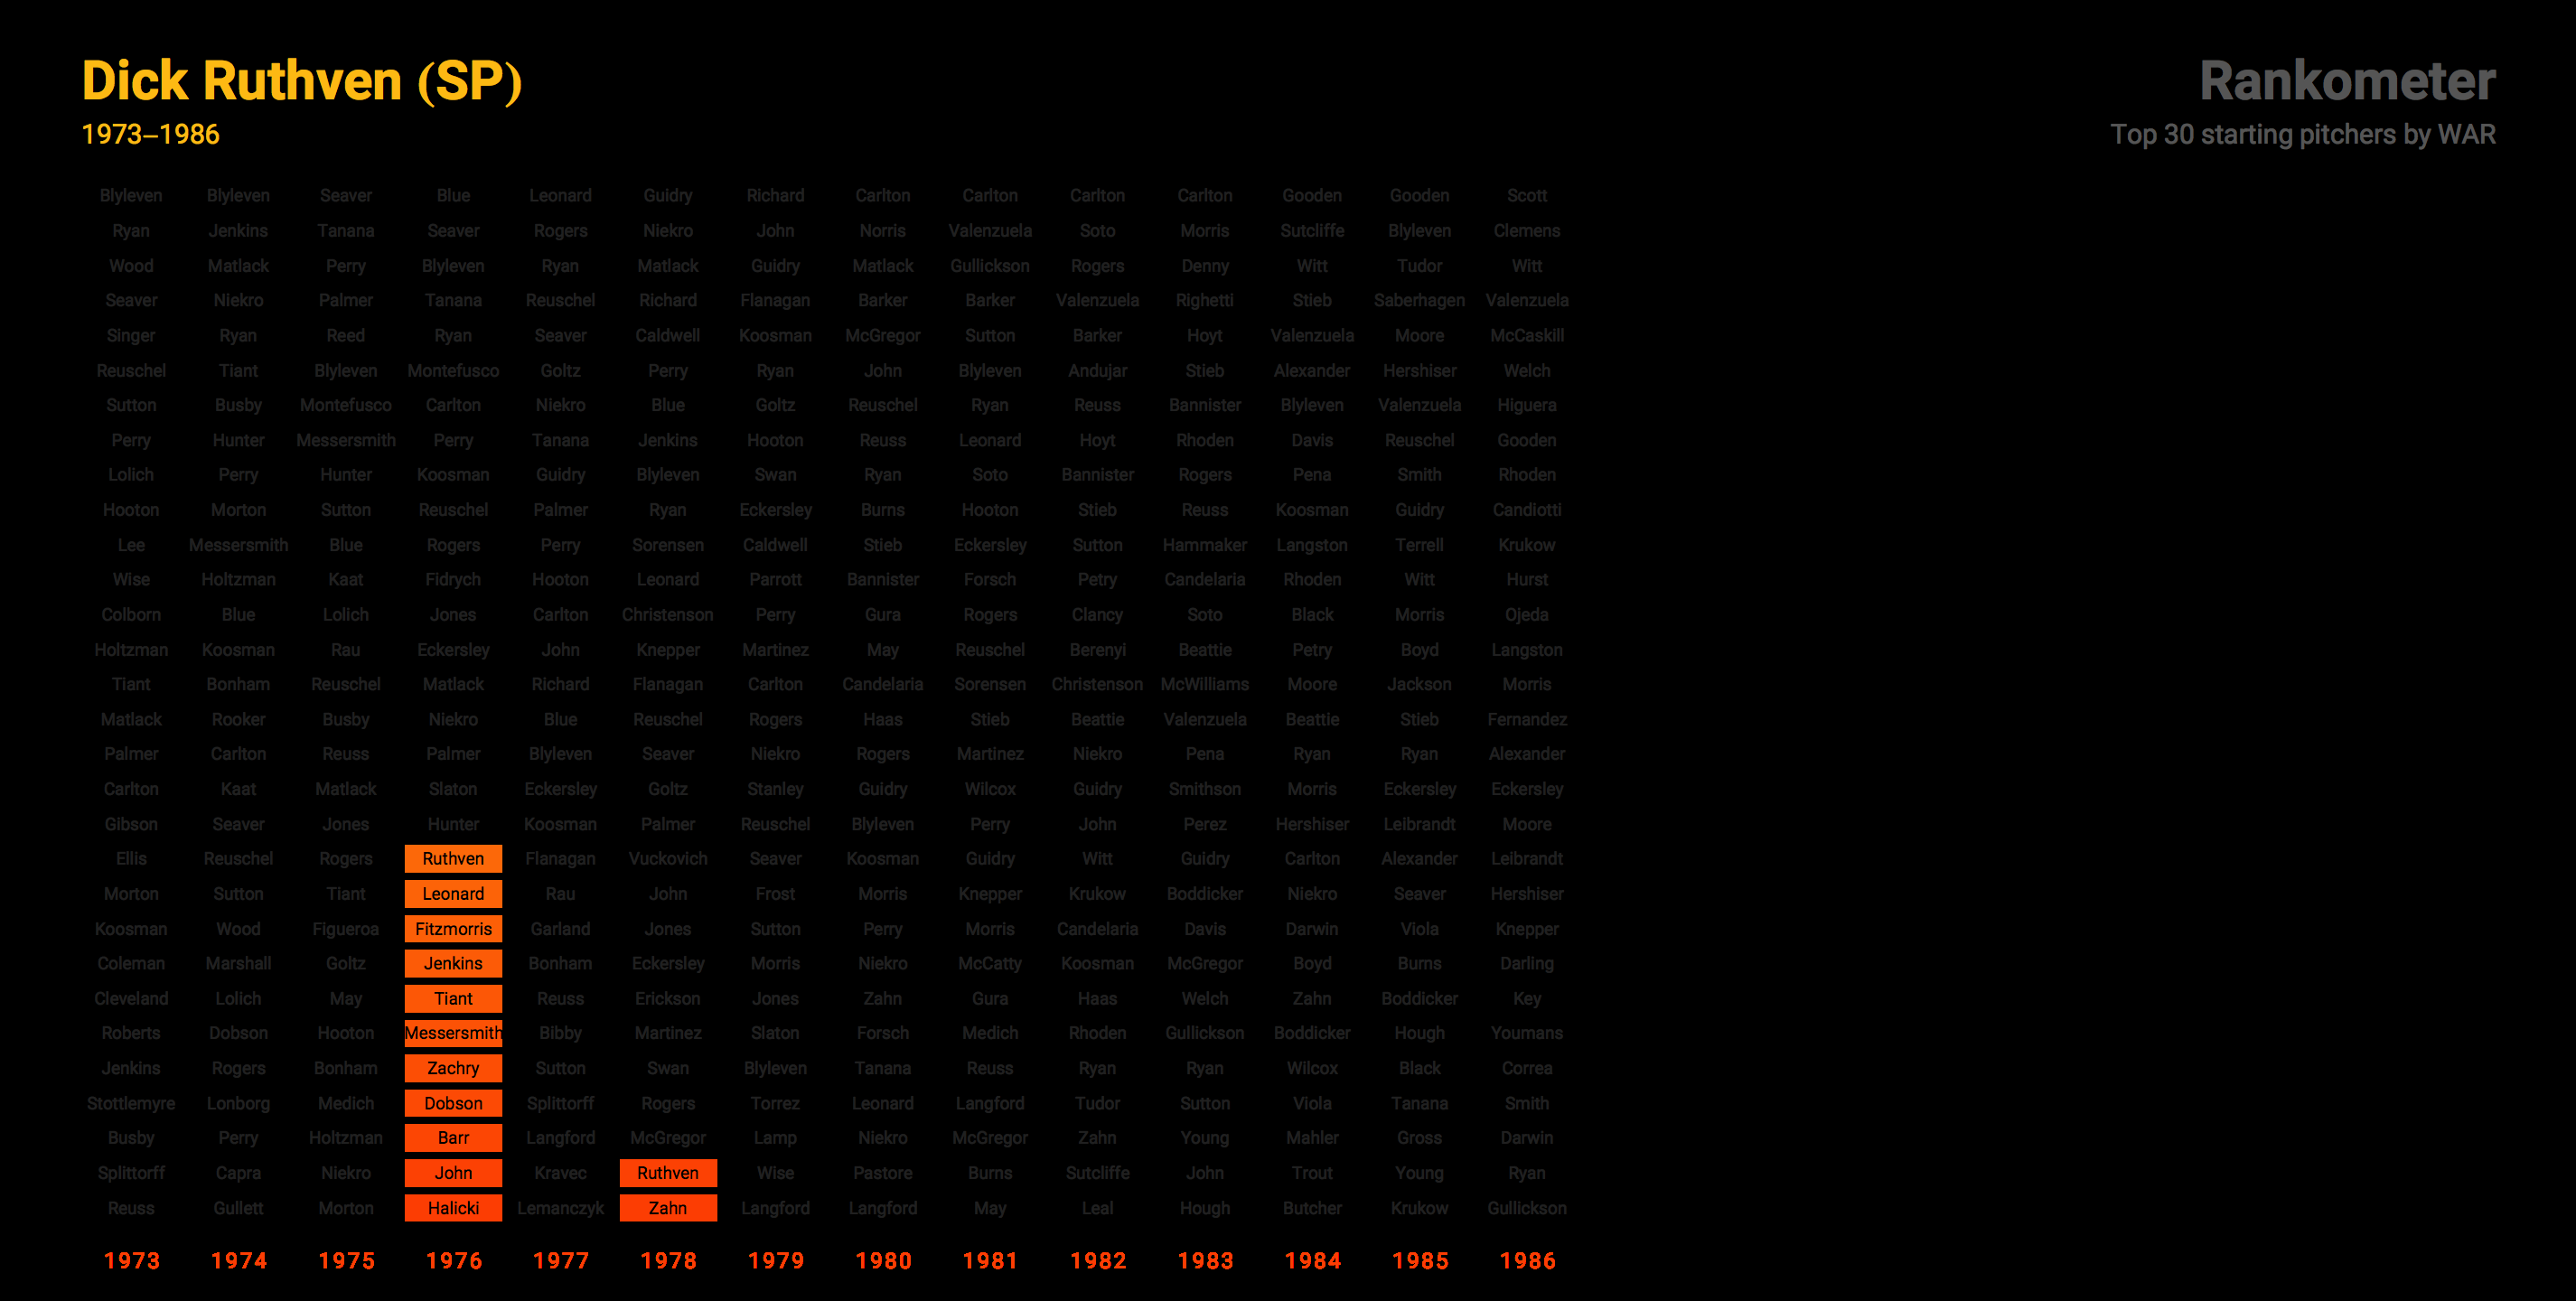 Dick Ruthven (SP)
1973–1986
Rankometer
Top 30 starting pitchers by WAR
Blyleven Blyleven Seaver Blue Leonard Guidry Richard Carlton Carlton Carlton Carlton Gooden Gooden Scott
Ryan Jenkins Tanana Seaver Rogers Niekro John Norris Valenzuela Soto Morris Sutcliffe Blyleven Clemens
Wood Matlack Perry Blyleven Ryan Matlack Guidry Matlack Gullickson Rogers Denny Witt Tudor Witt
Seaver Niekro Palmer Tanana Reuschel Richard Flanagan Barker Barker Valenzuela Righetti Stieb Saberhagen Valenzuela
Singer Ryan Reed Ryan Seaver Caldwell Koosman McGregor Sutton Barker Hoyt Valenzuela Moore McCaskill
Reuschel Tiant Blyleven Montefusco Goltz Perry Ryan John Blyleven Andujar Stieb Alexander Hershiser Welch
Sutton Busby Montefusco Carlton Niekro Blue Goltz Reuschel Ryan Reuss Bannister Blyleven Valenzuela Higuera
Perry Hunter Messersmith Perry Tanana Jenkins Hooton Reuss Leonard Hoyt Rhoden Davis Reuschel Gooden
Lolich Perry Hunter Koosman Guidry Blyleven Swan Ryan Soto Bannister Rogers Pena Smith Rhoden
Hooton Morton Sutton Reuschel Palmer Ryan Eckersley Burns Hooton Stieb Reuss Koosman Guidry Candiotti
Lee Messersmith Blue Rogers Perry Sorensen Caldwell Stieb Eckersley Sutton Hammaker Langston Terrell Krukow
Wise Holtzman Kaat Fidrych Hooton Leonard Parrott Bannister Forsch Petry Candelaria Rhoden Witt Hurst
Colborn Blue Lolich Jones Carlton Christenson Perry Gura Rogers Clancy Soto Black Morris Ojeda
Holtzman Koosman Rau Eckersley John Knepper Martinez May Reuschel Berenyi Beattie Petry Boyd Langston
Tiant Bonham Reuschel Matlack Richard Flanagan Carlton Candelaria Sorensen Christenson McWilliams Moore Jackson Morris
Matlack Rooker Busby Niekro Blue Reuschel Rogers Haas Stieb Beattie Valenzuela Beattie Stieb Fernandez
Palmer Carlton Reuss Palmer Blyleven Seaver Niekro Rogers Martinez Niekro Pena Ryan Ryan Alexander
Carlton Kaat Matlack Slaton Eckersley Goltz Stanley Guidry Wilcox Guidry Smithson Morris Eckersley Eckersley
Gibson Seaver Jones Hunter Koosman Palmer Reuschel Blyleven Perry John Perez Hershiser Leibrandt Moore
Ellis Reuschel Rogers Ruthven Flanagan Vuckovich Seaver Koosman Guidry Witt Guidry Carlton Alexander Leibrandt
Morton Sutton Tiant Leonard Rau John Frost Morris Knepper Krukow Boddicker Niekro Seaver Hershiser
Koosman Wood Figueroa Fitzmorris Garland Jones Sutton Perry Morris Candelaria Davis Darwin Viola Knepper
Coleman Marshall Goltz Jenkins Bonham Eckersley Morris Niekro McCatty Koosman McGregor Boyd Burns Darling
Cleveland Lolich May Tiant Reuss Erickson Jones Zahn Gura Haas Welch Zahn Boddicker Key
Roberts Dobson Hooton Messersmith Bibby Martinez Slaton Forsch Medich Rhoden Gullickson Boddicker Hough Youmans
Jenkins Rogers Bonham Zachry Sutton Swan Blyleven Tanana Reuss Ryan Ryan Wilcox Black Correa
Stottlemyre Lonborg Medich Dobson Splittorff Rogers Torrez Leonard Langford Tudor Sutton Viola Tanana Smith
Busby Perry Holtzman Barr Langford McGregor Lamp Niekro McGregor Zahn Young Mahler Gross Darwin
Splittorff Capra Niekro John Kravec Ruthven Wise Pastore Burns Sutcliffe John Trout Young Ryan
Reuss Gullett Morton Halicki Lemanczyk Zahn Langford Langford May Leal Hough Butcher Krukow Gullickson
1973 1974 1975 1976 1977 1978 1979 1980 1981 1982 1983 1984 1985 1986